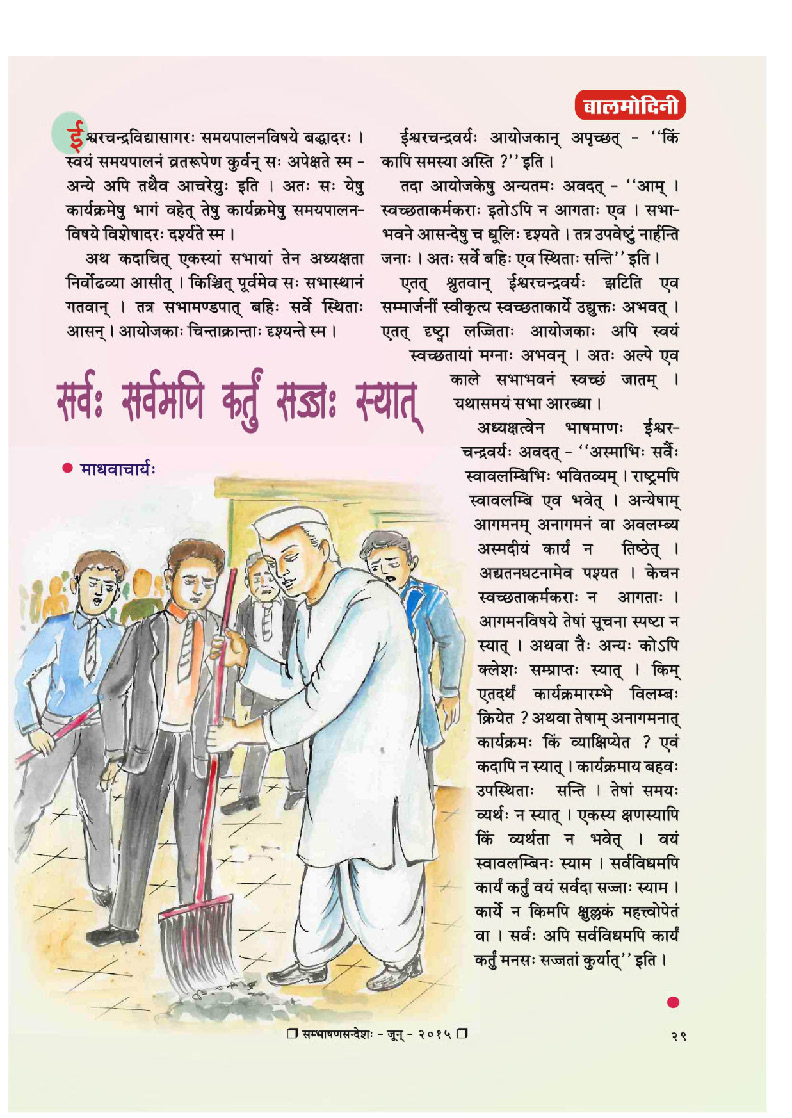 बालमोदिनी
ईश्वरचन्द्रविद्यासागरः समयपालनविषये बद्धादरः ।
स्वयं समयपालनं व्रतरूपेण कुर्वन् सः अपेक्षते स्म -
अन्ये अपि तथैव आचरेयुः इति । अतः सः येषु
कार्यक्रमेषु भागं वहेत् तेषु कार्यक्रमेषु समयपालन-
विषये विशेषादरः दर्श्यते स्म ।
अथ कदाचित् एकस्यां सभायां तेन अध्यक्षता
निर्वोढव्या आसीत् । किञ्चित् पूर्वमेव सः सभास्थानं
गतवान् । तत्र सभामण्डपात् बहिः सर्वे स्थिताः
आसन् । आयोजकाः चिन्ताक्रान्ताः दृश्यन्ते स्म ।
सर्वः सर्वमपि कर्तुं सज्जः स्यात्
● माधवाचार्यः
ईश्वरचन्द्रवर्यः आयोजकान् अपृच्छत् - ‘‘किं
कापि समस्या अस्ति ?’’ इति ।
तदा आयोजकेषु अन्यतमः अवदत् - ‘‘आम् ।
स्वच्छताकर्मकराः इतोऽपि न आगताः एव । सभा-
भवने आसन्देषु च धूलिः दृश्यते । तत्र उपवेष्टुं नार्हन्ति
जनाः । अतः सर्वे बहिः एव स्थिताः सन्ति’’ इति ।
एतत् श्रुतवान् ईश्वरचन्द्रवर्यः झटिति एव
सम्मार्जनीं स्वीकृत्य स्वच्छताकार्ये उद्युक्तः अभवत् ।
एतत् दृष्ट्वा लज्जिताः आयोजकाः अपि स्वयं
स्वच्छतायां मग्नाः अभवन् । अतः अल्पे एव
काले सभाभवनं स्वच्छं जातम् ।
यथासमयं सभा आरब्धा ।
अध्यक्षत्वेन भाषमाणः ईश्वर-
चन्द्रवर्यः अवदत् - ‘‘अस्माभिः सर्वैः
स्वावलम्बिभिः भवितव्यम् । राष्ट्रमपि
स्वावलम्बि एव भवेत् । अन्येषाम्
आगमनम् अनागमनं वा अवलम्ब्य
अस्मदीयं कार्यं न तिष्ठेत् ।
अद्यतनघटनामेव पश्यत । केचन
स्वच्छताकर्मकराः न आगताः ।
आगमनविषये तेषां सूचना स्पष्टा न
स्यात् । अथवा तैः अन्यः कोऽपि
क्लेशः सम्प्राप्तः स्यात् । किम्
एतदर्थं कार्यक्रमारम्भे विलम्बः
क्रियेत ? अथवा तेषाम् अनागमनात्
कार्यक्रमः किं व्याक्षिप्येत ? एवं
कदापि न स्यात् । कार्यक्रमाय बहवः
उपस्थिताः सन्ति । तेषां समयः
व्यर्थः न स्यात् । एकस्य क्षणस्यापि
किं व्यर्थता न भवेत् । वयं
स्वावलम्बिनः स्याम । सर्वविधमपि
कार्यं कर्तुं वयं सर्वदा सज्जाः स्याम ।
कार्ये न किमपि क्षुल्लकं महत्त्वोपेतं
वा । सर्वः अपि सर्वविधमपि कार्यं
कर्तुं मनसः सज्जतां कुर्यात्’’ इति ।
❐ सम्भाषणसन्देशः - जून् - २०१५ ❐
२९